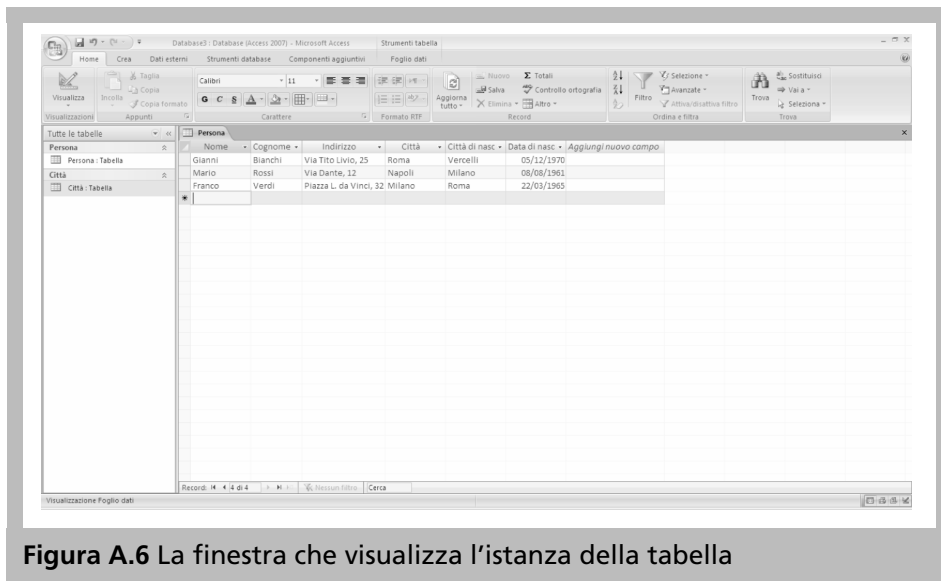 Database3 : Database (Access 2007) - Microsoft Access Strumenti tabella
Home Crea Dati esterni Strumenti database Componenti aggiuntivi Foglio dati
Visualizza
Incolla
Taglia
Copia
Copia formato
Calibri 11
G C S A
Aggiorna tutto
Nuovo
Salva
Elimina
Σ Totali
Controllo ortografia
Altro
Filtro
Selezione
Avanzate
Attiva/disattiva filtro
Trova
Sostituisci
Vai a
Seleziona
Visualizzazioni Appunti Carattere Formato RTF Record Ordina e filtra Trova
Tutte le tabelle
Persona
Persona : Tabella
Città
Città : Tabella
Persona
Nome Cognome Indirizzo Città Città di nasc Data di nasc Aggiungi nuovo campo
Gianni Bianchi Via Tito Livio, 25 Roma Vercelli 05/12/1970
Mario Rossi Via Dante, 12 Napoli Milano 08/08/1961
Franco Verdi Piazza L. da Vinci, 32 Milano Roma 22/03/1965
Record: 4 di 4 Nessun filtro Cerca
Visualizzazione Foglio dati
Figura A.6 La finestra che visualizza l'istanza della tabella